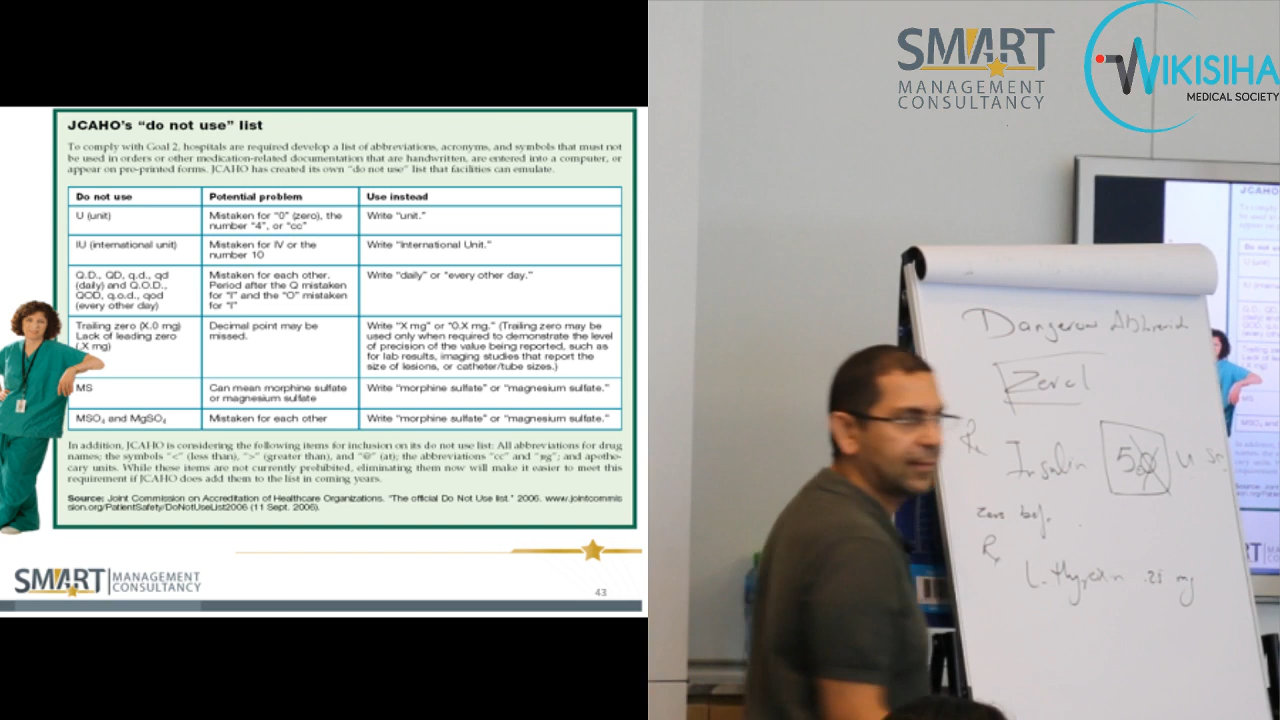 JCAHO's “do not use” list
To comply with Goal 2, hospitals are required develop a list of abbreviations, acronyms, and symbols that must not
be used in orders or other medication-related documentation that are handwritten, are entered into a computer, or
appear on pre-printed forms. JCAHO has created its own “do not use” list that facilities can emulate.
Do not use Potential problem Use instead
U (unit) Mistaken for “0” (zero), the
number “4”, or “cc”
Write “unit.”
IU (international unit) Mistaken for IV or the
number 10
Write “International Unit.”
Q.D., QD, q.d., qd
(daily) and Q.O.D.,
QOD, q.o.d., qod
(every other day)
Mistaken for each other.
Period after the Q mistaken
for “I” and the “O” mistaken
for “I”
Write “daily” or “every other day.”
Trailing zero (X.0 mg)
Lack of leading zero
(.X mg)
Decimal point may be
missed.
Write “X mg” or “0.X mg.” (Trailing zero may be
used only when required to demonstrate the level
of precision of the value being reported, such as
for lab results, imaging studies that report the
size of lesions, or catheter/tube sizes.)
MS
Can mean morphine sulfate
or magnesium sulfate
Write “morphine sulfate” or “magnesium sulfate.”
MSO₄ and MgSO₄ Mistaken for each other Write “morphine sulfate” or “magnesium sulfate.”
In addition, JCAHO is considering the following items for inclusion on its do not use list: All abbreviations for drug
names; the symbols “<” (less than), “>” (greater than), and “@” (at); the abbreviations “cc” and “µg”; and apothe-
cary units. While these items are not currently prohibited, eliminating them now will make it easier to meet this
requirement if JCAHO does add them to the list in coming years.
Source: Joint Commission on Accreditation of Healthcare Organizations. “The official Do Not Use list.” 2006. www.jointcommis
sion.org/PatientSafety/DoNotUseList2006 (11 Sept. 2006).
SMART MANAGEMENT
CONSULTANCY
43
SMART
MANAGEMENT
CONSULTANCY
WIKISIHA
MEDICAL SOCIETY
JCAHO
Dangerous
Rx
Insulin 5.0 U
zero bef.
Rx
L.thyroxin .25 mg